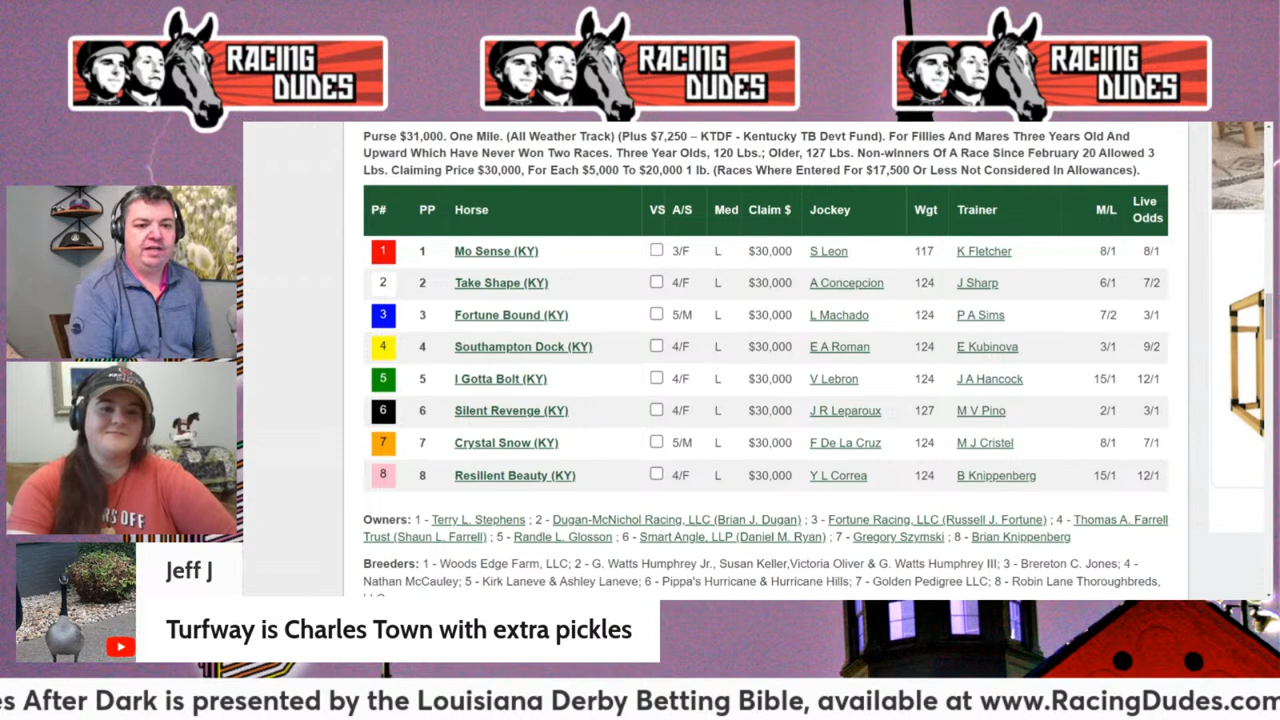 RACING DUDES
RACING DUDES
RACING DUDES
Purse $31,000. One Mile. (All Weather Track) (Plus $7,250 – KTDF - Kentucky TB Devt Fund). For Fillies And Mares Three Years Old And
Upward Which Have Never Won Two Races. Three Year Olds, 120 Lbs.; Older, 127 Lbs. Non-winners Of A Race Since February 20 Allowed 3
Lbs. Claiming Price $30,000, For Each $5,000 To $20,000 1 lb. (Races Where Entered For $17,500 Or Less Not Considered In Allowances).
P# PP Horse VS A/S Med Claim $ Jockey Wgt Trainer M/L Live Odds
1 1 Mo Sense (KY) 3/F L $30,000 S Leon 117 K Fletcher 8/1 8/1
2 2 Take Shape (KY) 4/F L $30,000 A Concepcion 124 J Sharp 6/1 7/2
3 3 Fortune Bound (KY) 5/M L $30,000 L Machado 124 P A Sims 7/2 3/1
4 4 Southampton Dock (KY) 4/F L $30,000 E A Roman 124 E Kubinova 3/1 9/2
5 5 I Gotta Bolt (KY) 4/F L $30,000 V Lebron 124 J A Hancock 15/1 12/1
6 6 Silent Revenge (KY) 4/F L $30,000 J R Leparoux 127 M V Pino 2/1 3/1
7 7 Crystal Snow (KY) 5/M L $30,000 F De La Cruz 124 M J Cristel 8/1 7/1
8 8 Resilient Beauty (KY) 4/F L $30,000 Y L Correa 124 B Knippenberg 15/1 12/1
Owners: 1 - Terry L. Stephens ; 2 - Dugan-McNichol Racing, LLC (Brian J. Dugan) ; 3 - Fortune Racing, LLC (Russell J. Fortune) ; 4 - Thomas A. Farrell
Trust (Shaun L. Farrell) ; 5 - Randle L. Glosson ; 6 - Smart Angle, LLP (Daniel M. Ryan) ; 7 - Gregory Szymski ; 8 - Brian Knippenberg
Breeders: 1 - Woods Edge Farm, LLC; 2 - G. Watts Humphrey Jr., Susan Keller,Victoria Oliver & G. Watts Humphrey III; 3 - Brereton C. Jones; 4 -
Nathan McCauley; 5 - Kirk Laneve & Ashley Laneve; 6 - Pippa's Hurricane & Hurricane Hills; 7 - Golden Pedigree LLC; 8 - Robin Lane Thoroughbreds,
Jeff J
Turfway is Charles Town with extra pickles
es After Dark is presented by the Louisiana Derby Betting Bible, available at www.RacingDudes.com